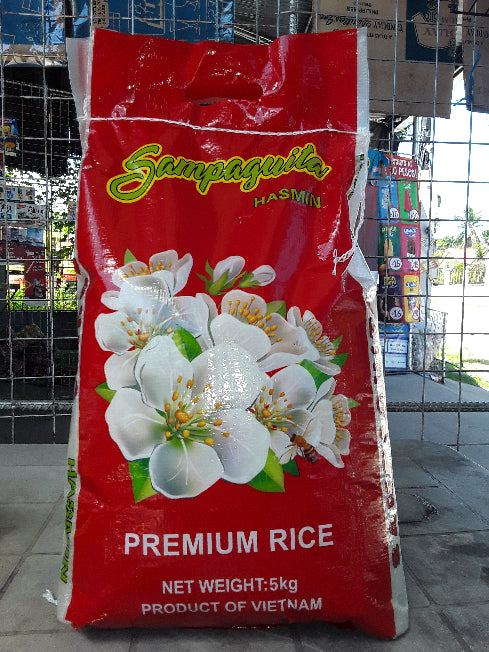 Sampaguita
HASMIN
PREMIUM RICE
NET WEIGHT:5kg
PRODUCT OF VIETNAM